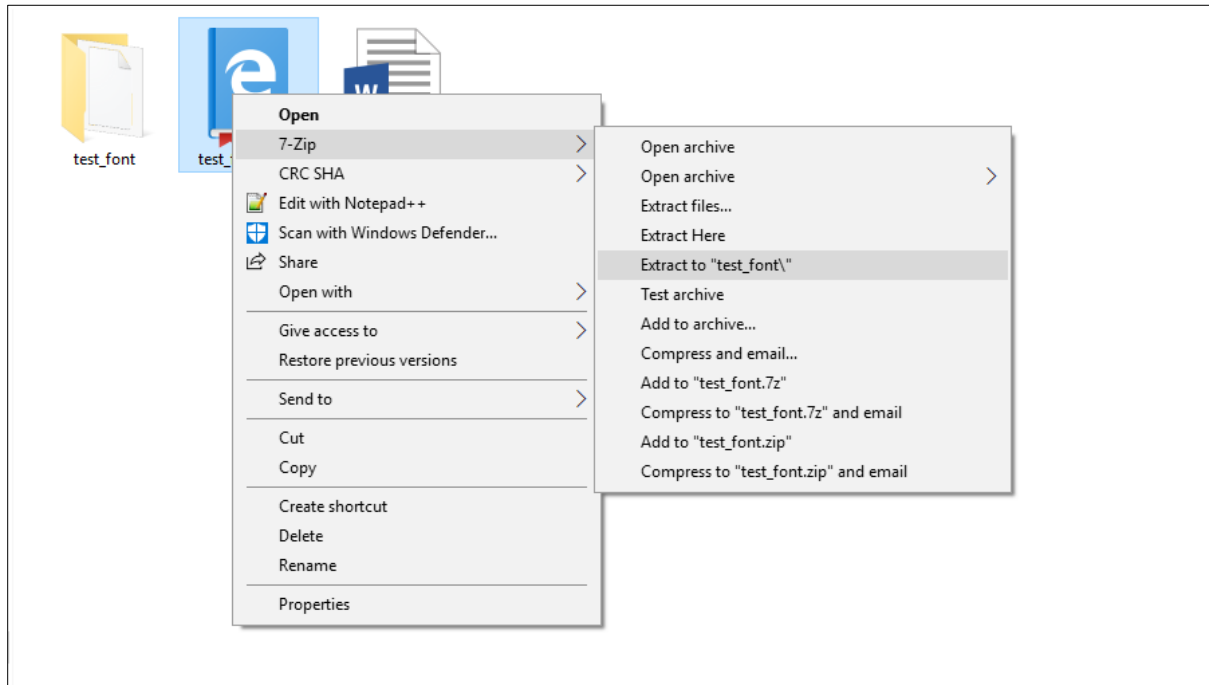 test_font
test_
W
Open
7-Zip
CRC SHA
Edit with Notepad++
Scan with Windows Defender...
Share
Open with
Give access to
Restore previous versions
Send to
Cut
Copy
Create shortcut
Delete
Rename
Properties
Open archive
Open archive
Extract files...
Extract Here
Extract to "test_font\"
Test archive
Add to archive...
Compress and email...
Add to "test_font.7z"
Compress to "test_font.7z" and email
Add to "test_font.zip"
Compress to "test_font.zip" and email